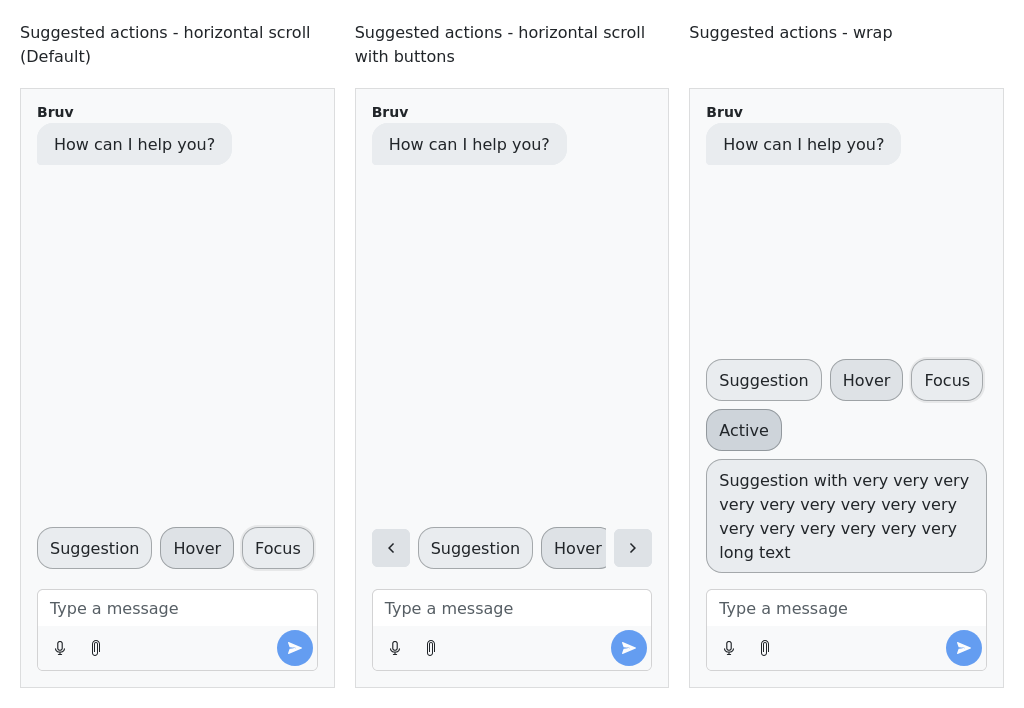 Suggested actions - horizontal scroll
(Default)
Bruv
How can I help you?
Suggestion
Hover
Focus
Type a message
Suggested actions - horizontal scroll
with buttons
Bruv
How can I help you?
Suggestion
Hover
Type a message
Suggested actions - wrap
Bruv
How can I help you?
Suggestion
Hover
Focus
Active
Suggestion with very very very
very very very very very very
very very very very very very
long text
Type a message